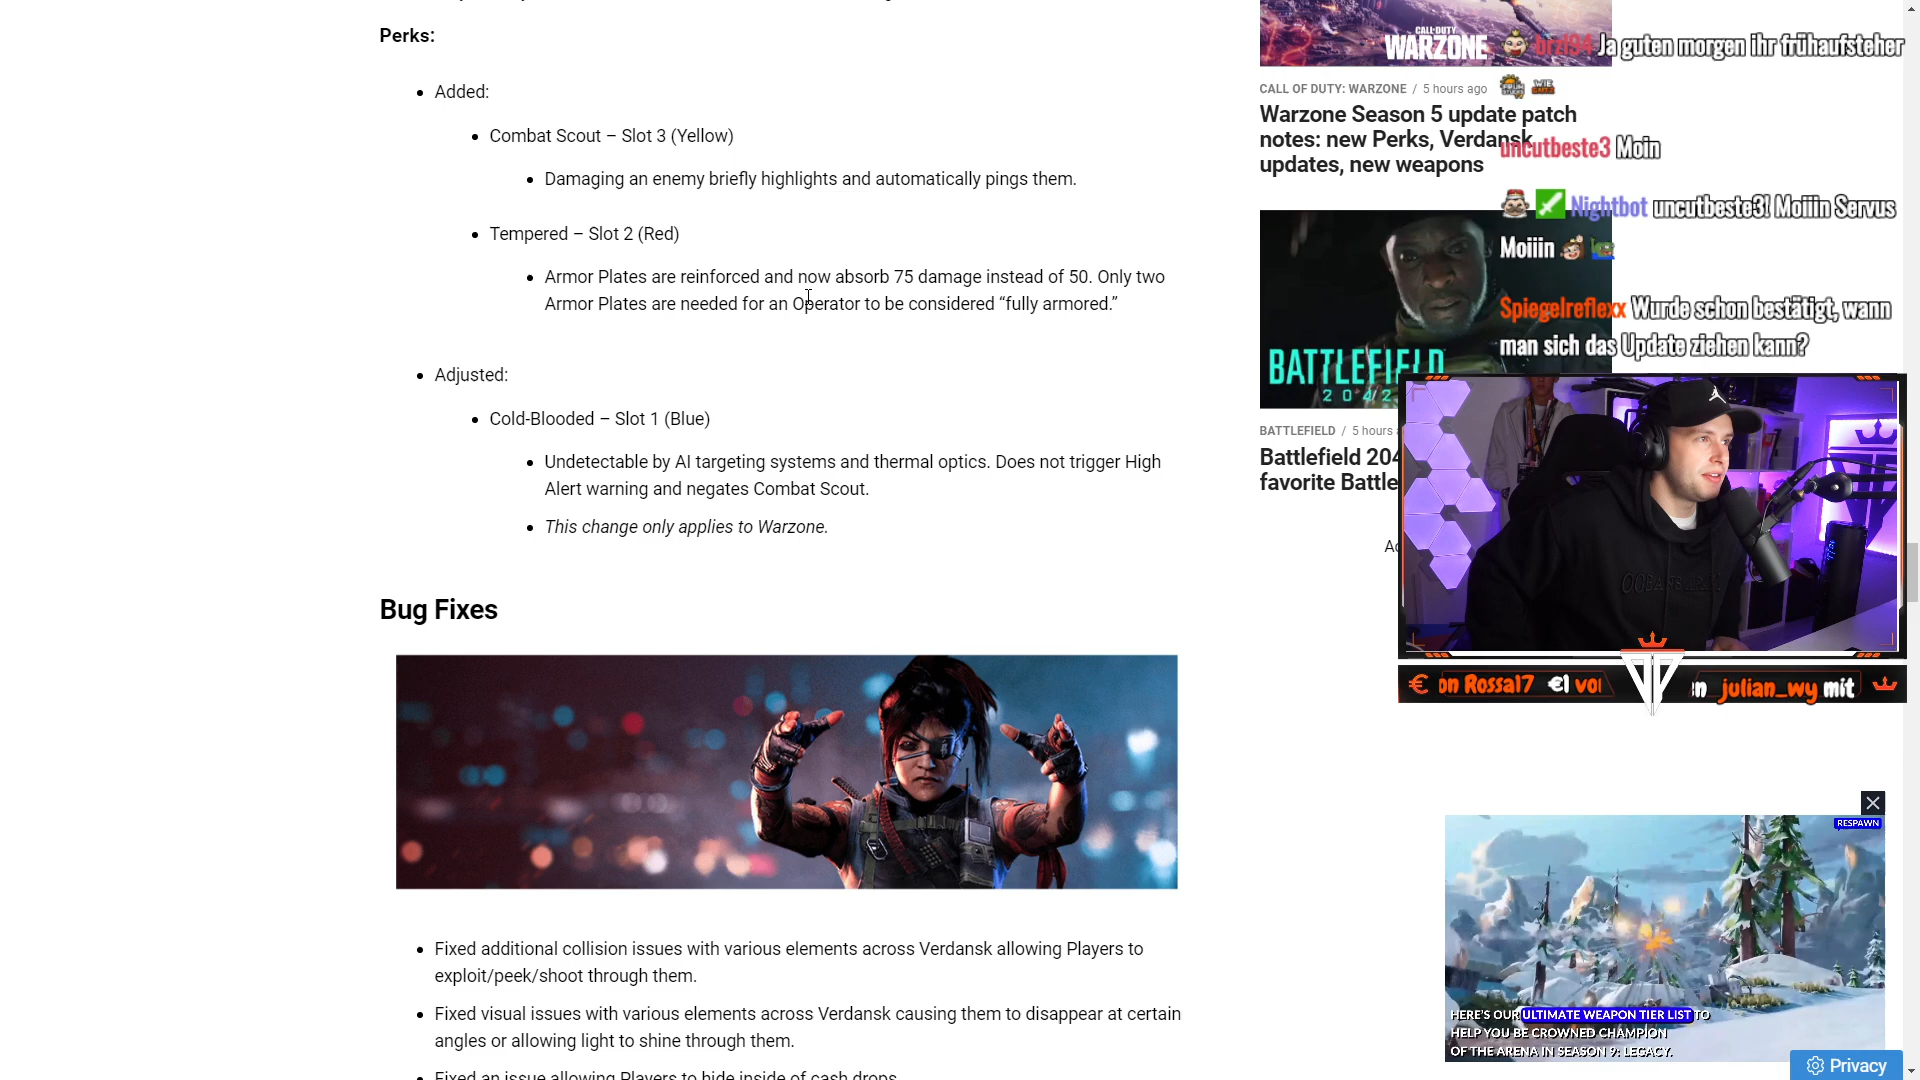 Perks:
Added:
Combat Scout – Slot 3 (Yellow)
Damaging an enemy briefly highlights and automatically pings them.
Tempered – Slot 2 (Red)
Armor Plates are reinforced and now absorb 75 damage instead of 50. Only two
Armor Plates are needed for an Operator to be considered “fully armored.”
Adjusted:
Cold-Blooded – Slot 1 (Blue)
Undetectable by AI targeting systems and thermal optics. Does not trigger High
Alert warning and negates Combat Scout.
This change only applies to Warzone.
Bug Fixes
Fixed additional collision issues with various elements across Verdansk allowing Players to
exploit/peek/shoot through them.
Fixed visual issues with various elements across Verdansk causing them to disappear at certain
angles or allowing light to shine through them.
Fixed an issue allowing Players to hide inside of cash drops
CALL OF DUTY
WARZONE
CALL OF DUTY: WARZONE / 5 hours ago
Warzone Season 5 update patch
notes: new Perks, Verdansk
updates, new weapons
BATTLEFIELD
2042
BATTLEFIELD / 5 hours
Battlefield 204
favorite Battle
brzl94 Ja guten morgen ihr frühaufsteher
uncutbeste3 Moin
Nightbot uncutbeste3! Moiiin Servus
Moiiin
Spiegelreflexx Wurde schon bestätigt, wann
man sich das Update ziehen kann?
€ on Rossa17 €1 vo
julian_wy mit
RESPAWN
HERE'S OUR ULTIMATE WEAPON TIER LIST TO
HELP YOU BE CROWNED CHAMPION
OF THE ARENA IN SEASON 9: LEGACY.
Privacy